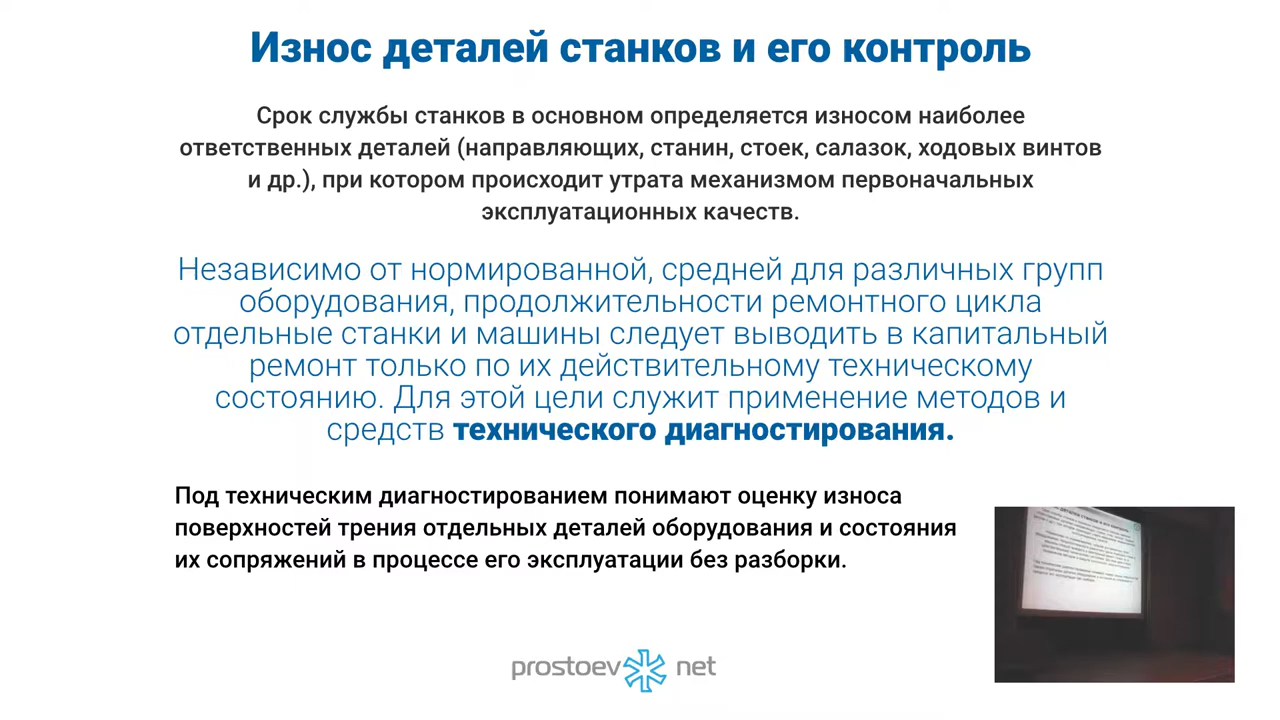 Износ деталей станков и его контроль
Срок службы станков в основном определяется износом наиболее
ответственных деталей (направляющих, станин, стоек, салазок, ходовых винтов
и др.), при котором происходит утрата механизмом первоначальных
эксплуатационных качеств.
Независимо от нормированной, средней для различных групп
оборудования, продолжительности ремонтного цикла
отдельные станки и машины следует выводить в капитальный
ремонт только по их действительному техническому
состоянию. Для этой цели служит применение методов и
средств технического диагностирования.
Под техническим диагностированием понимают оценку износа
поверхностей трения отдельных деталей оборудования и состояния
их сопряжений в процессе его эксплуатации без разборки.
prostoev net